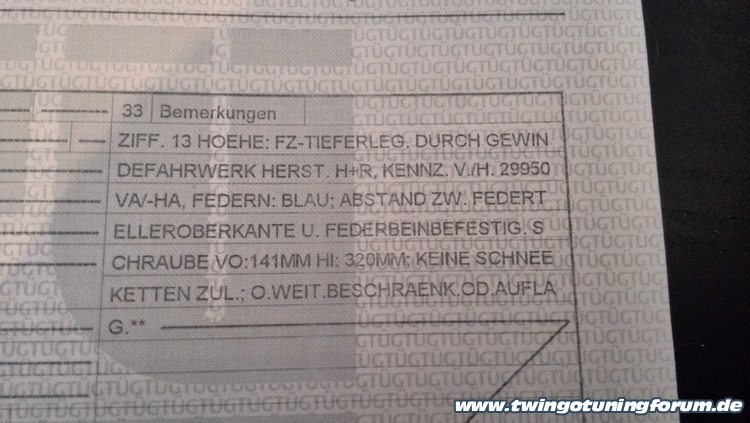 33 Bemerkungen
ZIFF. 13 HOEHE: FZ-TIEFERLEG. DURCH GEWIN
DEFAHRWERK HERST. H+R, KENNZ. V./H. 29950
VA/-HA, FEDERN: BLAU; ABSTAND ZW. FEDERT
ELLEROBERKANTE U. FEDERBEINBEFESTIG. S
CHRAUBE VO:141MM HI: 320MM; KEINE SCHNEE
KETTEN ZUL.; O.WEIT.BESCHRAENK.OD.AUFLA
G.**
www.twingotuningforum.de